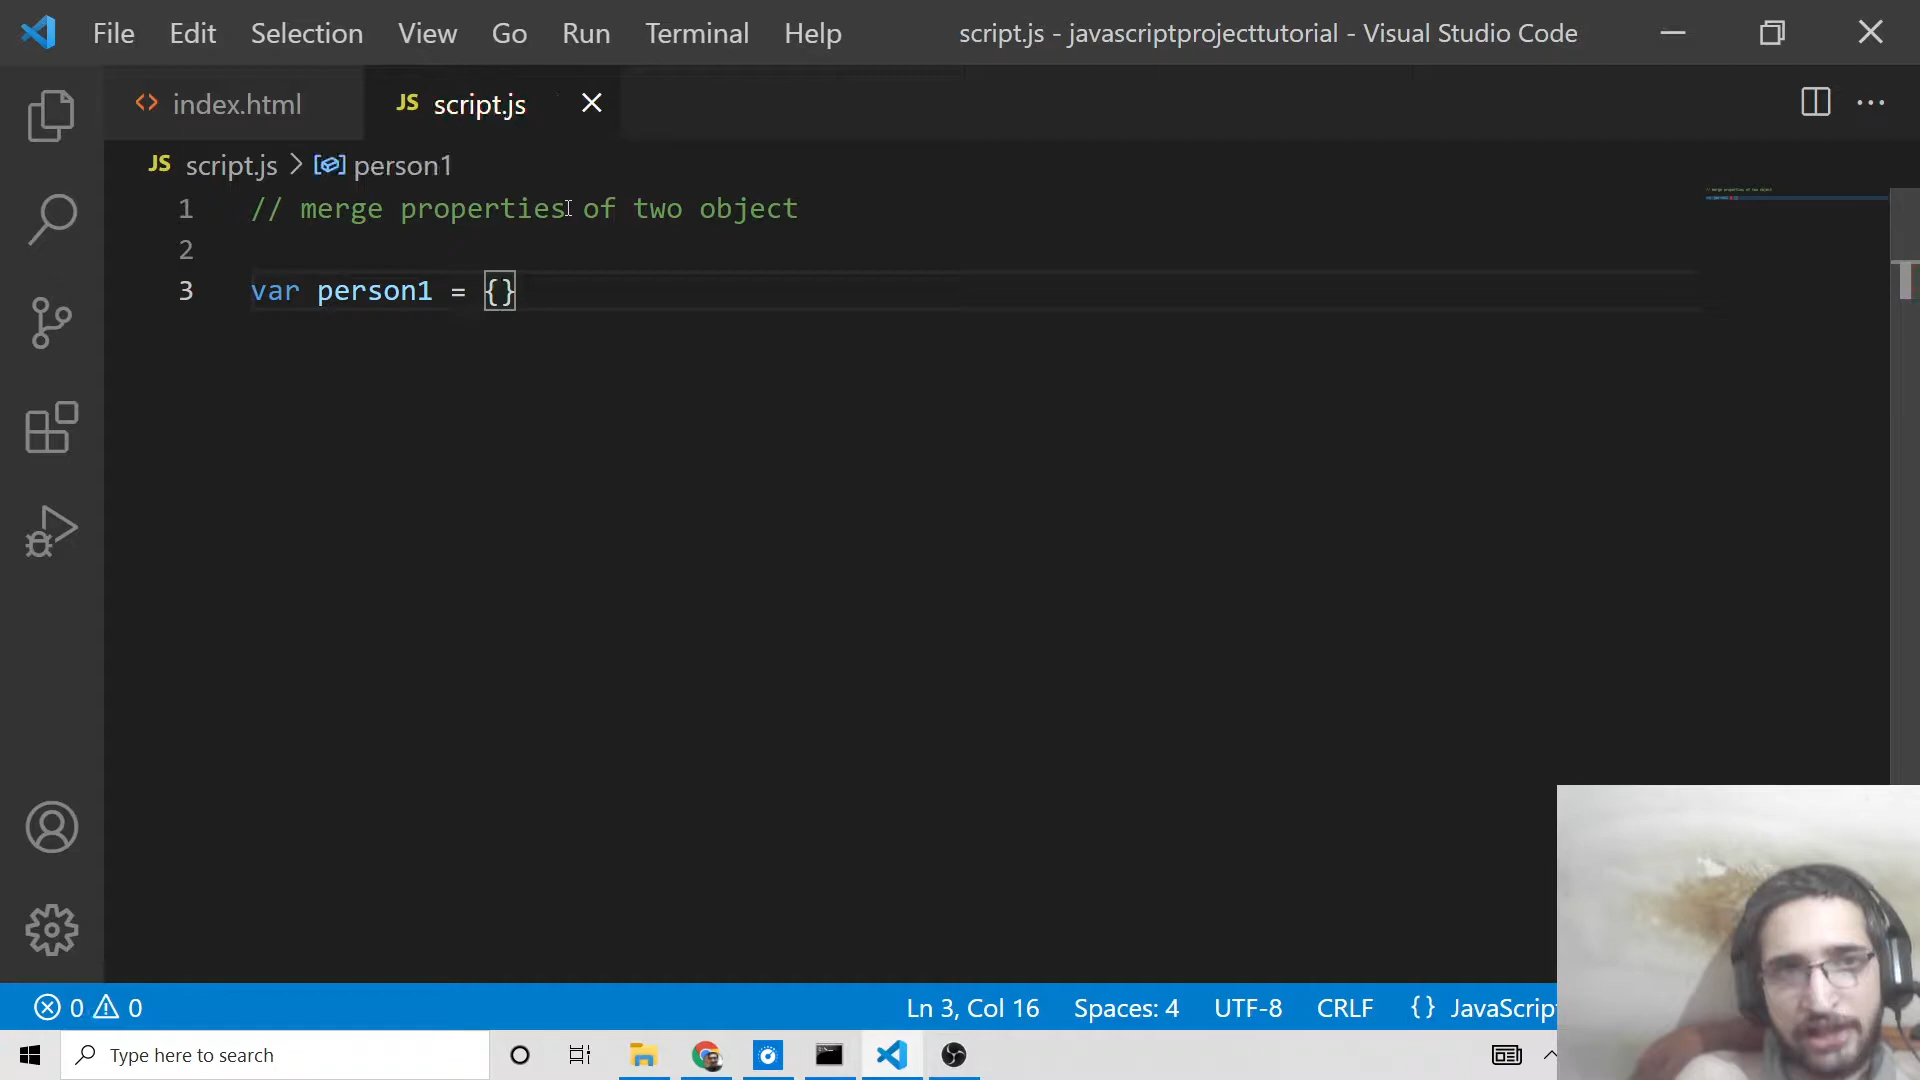 File Edit Selection View Go Run Terminal Help script.js - javascriptprojecttutorial - Visual Studio Code
index.html JS script.js
JS script.js > person1
1 // merge properties of two object
2
3 var person1 = {}
0 0 Ln 3, Col 16 Spaces: 4 UTF-8 CRLF {} JavaScript
Type here to search